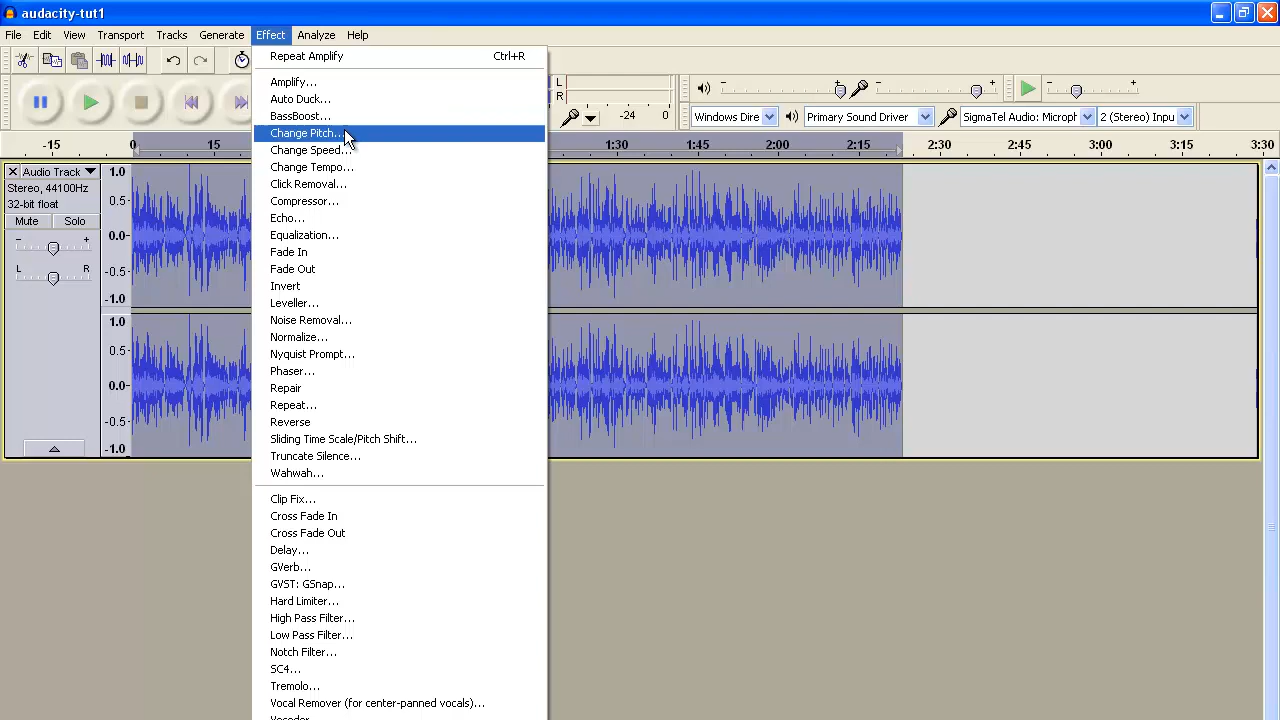 audacity-tut1
File Edit View Transport Tracks Generate Effect Analyze Help
Repeat Amplify Ctrl+R
Amplify...
Auto Duck...
BassBoost...
Change Pitch...
Change Speed...
Change Tempo...
Click Removal...
Compressor...
Echo...
Equalization...
Fade In
Fade Out
Invert
Leveller...
Noise Removal...
Normalize...
Nyquist Prompt...
Phaser...
Repair
Repeat...
Reverse
Sliding Time Scale/Pitch Shift...
Truncate Silence...
Wahwah...
Clip Fix...
Cross Fade In
Cross Fade Out
Delay...
GVerb...
GVST: GSnap...
Hard Limiter...
High Pass Filter...
Low Pass Filter...
Notch Filter...
SC4...
Tremolo...
Vocal Remover (for center-panned vocals)...
L
R
-24 0
Windows Dire
Primary Sound Driver
SigmaTel Audio: Microph
2 (Stereo) Inpu
-15 0 15 1:30 2:00 2:15 2:30 2:45 3:00 3:15 3:30
Audio Track
Stereo, 44100Hz
32-bit float
Mute Solo
- +
L R
1.0
0.5
0.0
-0.5
-1.0
1.0
0.5
0.0
-0.5
-1.0